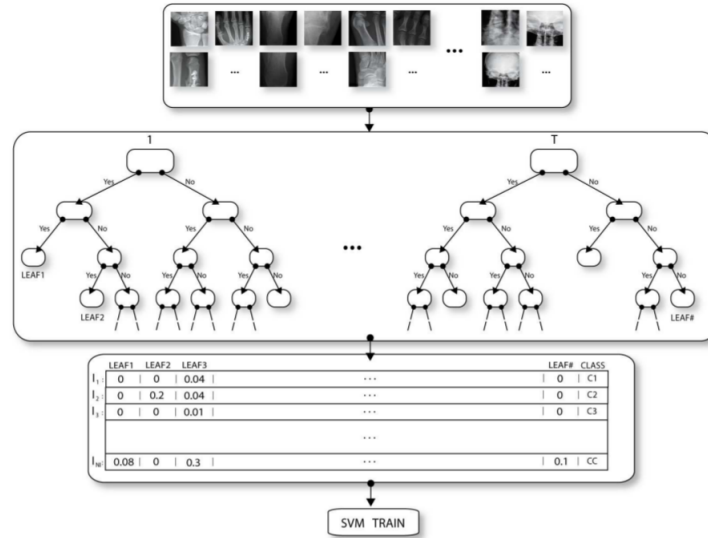 ...
... ... ... ...
1 T
Yes No Yes No
Yes No Yes No Yes No Yes No
...
LEAF1 Yes No Yes No Yes No Yes No Yes No Yes No
LEAF2 LEAF#
LEAF1 LEAF2 LEAF3 LEAF# CLASS
I1: 0 | 0 | 0.04 | ... | 0 | C1
I2: 0 | 0.2 | 0.04 | ... | 0 | C2
I3: 0 | 0 | 0.01 | ... | 0 | C3
...
INI: 0.08 | 0 | 0.3 | ... | 0.1 | CC
SVM TRAIN